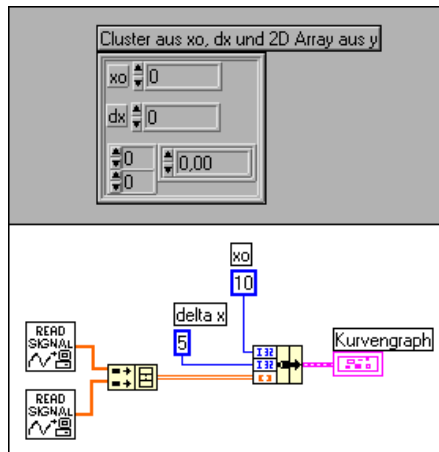 Cluster aus xo, dx und 2D Array aus y
xo 0
dx 0
0 0,00
0
xo
10
delta x
5
READ
SIGNAL
I32
I32
Kurvengraph
READ
SIGNAL